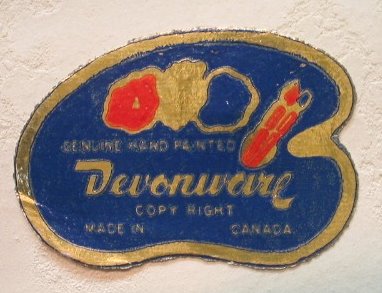 GENUINE HAND PAINTED
Devonware
COPY RIGHT
MADE IN CANADA